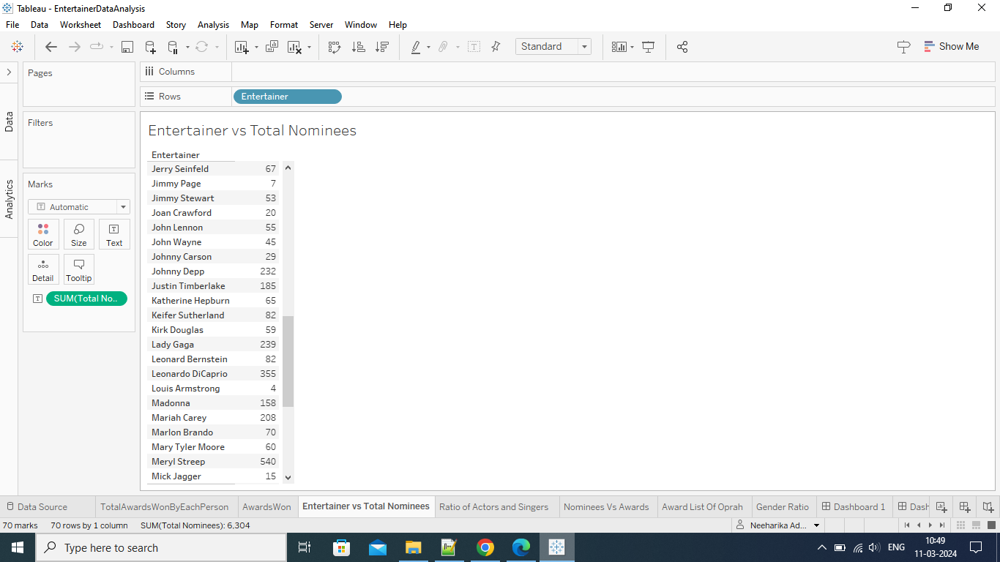 Tableau - EntertainerDataAnalysis
File Data Worksheet Dashboard Story Analysis Map Format Server Window Help
Standard
Show Me
Pages
Columns
Rows
Entertainer
Filters
Data
Analytics
Marks
Automatic
Color Size Text
Detail Tooltip
SUM(Total No..
Entertainer vs Total Nominees
Entertainer
Jerry Seinfeld 67
Jimmy Page 7
Jimmy Stewart 53
Joan Crawford 20
John Lennon 55
John Wayne 45
Johnny Carson 29
Johnny Depp 232
Justin Timberlake 185
Katherine Hepburn 65
Keifer Sutherland 82
Kirk Douglas 59
Lady Gaga 239
Leonard Bernstein 82
Leonardo DiCaprio 355
Louis Armstrong 4
Madonna 158
Mariah Carey 208
Marlon Brando 70
Mary Tyler Moore 60
Meryl Streep 540
Mick Jagger 15
Data Source TotalAwardsWonByEachPerson AwardsWon Entertainer vs Total Nominees Ratio of Actors and Singers Nominees Vs Awards Award List Of Oprah Gender Ratio Dashboard 1 Dash
70 marks 70 rows by 1 column SUM(Total Nominees): 6,304 Neeharika Ad...
Type here to search
ENG
10:49
11-03-2024